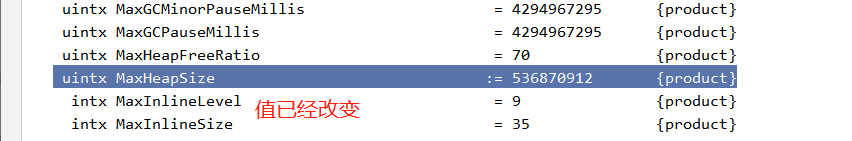 uintx MaxGCMinorPauseMillis = 4294967295 {product}
uintx MaxGCPauseMillis = 4294967295 {product}
uintx MaxHeapFreeRatio = 70 {product}
uintx MaxHeapSize := 536870912 {product}
intx MaxInlineLevel = 9 {product}
值已经改变
intx MaxInlineSize = 35 {product}